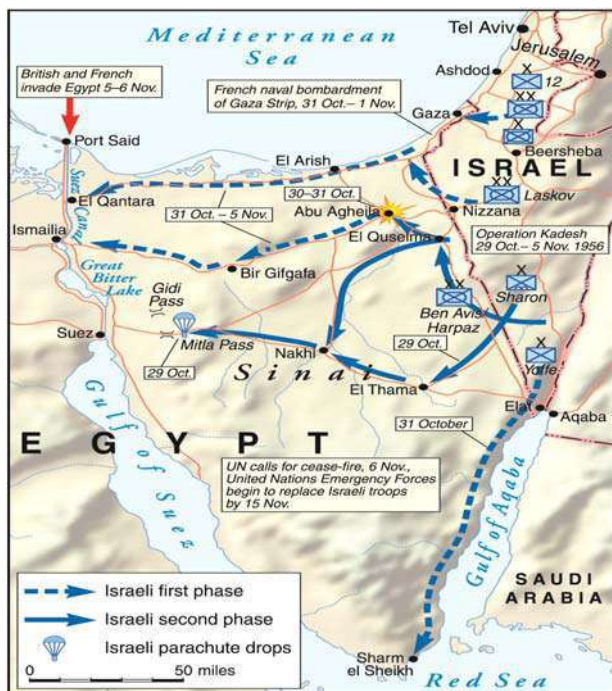 Mediterranean
Sea
Tel Aviv
Jerusalem
Ashdod
X
12
XX
X
British and French
invade Egypt 5–6 Nov.
French naval bombardment
of Gaza Strip, 31 Oct.– 1 Nov.
Gaza
Port Said
Beersheba
ISRAEL
El Arish
XX
Laskov
Suez Canal
El Qantara
30–31 Oct.
Abu Agheila
Nizzana
31 Oct. – 5 Nov.
Ismailia
El Quselma
Operation Kadesh
29 Oct.– 5 Nov. 1956
Great
Bitter
Lake
Bir Gifgafa
X
Sharon
XX
Ben Avis/
Harpaz
Gidi
Pass
Suez
Mitla Pass
29 Oct.
29 Oct.
X
Yoffe
Nakhl
Sinai
El Thama
Elat
Aqaba
31 October
EGYPT
Gulf of Suez
UN calls for cease-fire, 6 Nov.,
United Nations Emergency Forces
begin to replace Israeli troops
by 15 Nov.
Gulf of Aqaba
SAUDI
ARABIA
Israeli first phase
Israeli second phase
Israeli parachute drops
0 50 miles
Sharm
el Sheikh
Red Sea